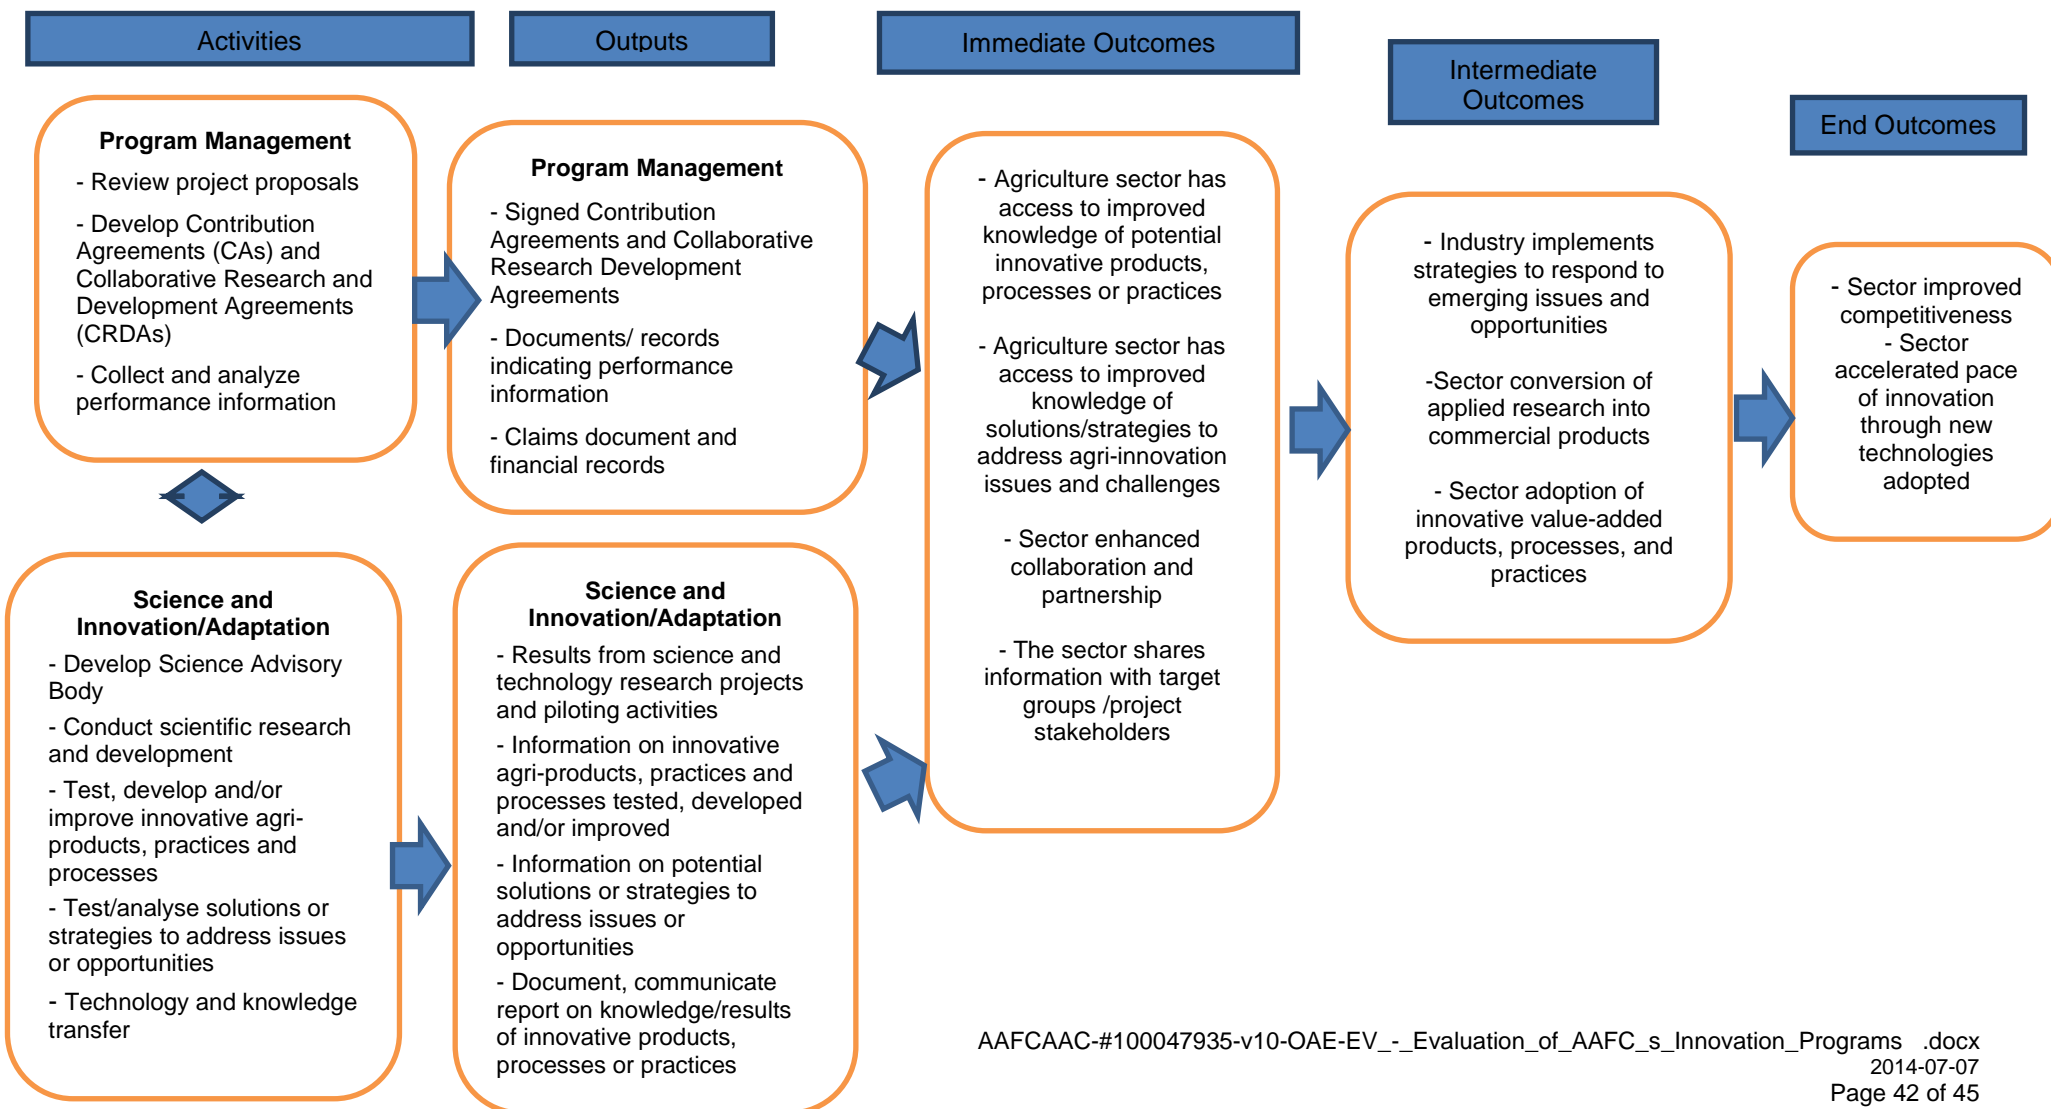 Activities
Outputs
Immediate Outcomes
Intermediate
Outcomes
End Outcomes
Program Management
- Review project proposals
- Develop Contribution
Agreements (CAs) and
Collaborative Research and
Development Agreements
(CRDAs)
- Collect and analyze
performance information
Science and
Innovation/Adaptation
- Develop Science Advisory
Body
- Conduct scientific research
and development
- Test, develop and/or
improve innovative agri-
products, practices and
processes
- Test/analyse solutions or
strategies to address issues
or opportunities
- Technology and knowledge
transfer
Program Management
- Signed Contribution
Agreements and Collaborative
Research Development
Agreements
- Documents/ records
indicating performance
information
- Claims document and
financial records
Science and
Innovation/Adaptation
- Results from science and
technology research projects
and piloting activities
- Information on innovative
agri-products, practices and
processes tested, developed
and/or improved
- Information on potential
solutions or strategies to
address issues or
opportunities
- Document, communicate
report on knowledge/results
of innovative products,
processes or practices
- Agriculture sector has
access to improved
knowledge of potential
innovative products,
processes or practices
- Agriculture sector has
access to improved
knowledge of
solutions/strategies to
address agri-innovation
issues and challenges
- Sector enhanced
collaboration and
partnership
- The sector shares
information with target
groups /project
stakeholders
- Industry implements
strategies to respond to
emerging issues and
opportunities
-Sector conversion of
applied research into
commercial products
- Sector adoption of
innovative value-added
products, processes, and
practices
- Sector improved
competitiveness
- Sector
accelerated pace
of innovation
through new
technologies
adopted
AAFCAAC-#100047935-v10-OAE-EV_-_Evaluation_of_AAFC_s_Innovation_Programs .docx
2014-07-07
Page 42 of 45